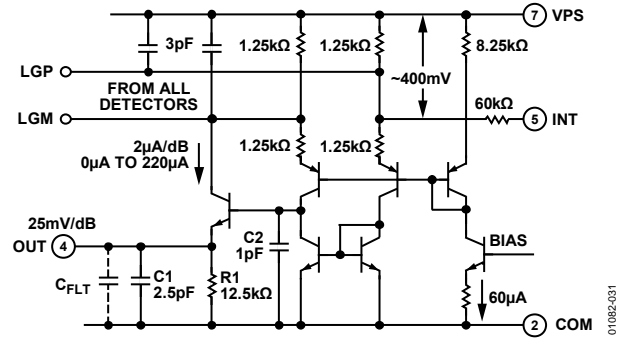 7 VPS
3pF
1.25kΩ
1.25kΩ
8.25kΩ
LGP
FROM ALL
DETECTORS
~400mV
60kΩ
LGM
5 INT
2µA/dB
0µA TO 220µA
1.25kΩ
1.25kΩ
25mV/dB
OUT 4
C2
1pF
BIAS
CFLT
C1
2.5pF
R1
12.5kΩ
60µA
2 COM
01082-031